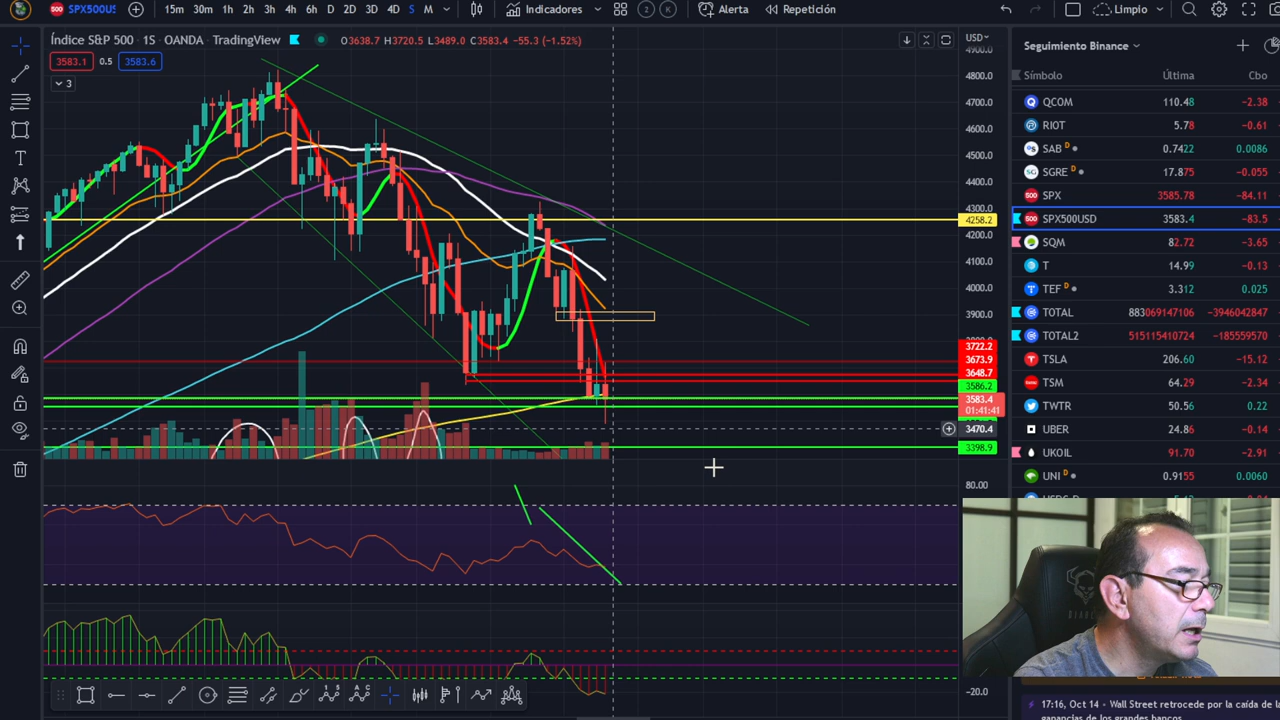 15m 30m 1h 2h 3h 4h 6h D 2D 3D 4D S M Indicadores 2 K Alerta Repetición Limpio
500 SPX500US
Índice S&P 500 · 1S · OANDA · TradingView O3638.7 H3720.5 L3489.0 C3583.4 -55.3 (-1.52%)
3583.1 0.5 3583.6
3
USD
4900.0
4800.0
4700.0
4600.0
4500.0
4400.0
4300.0
4258.2
4200.0
4100.0
4000.0
3900.0
3722.2
3673.9
3648.7
3586.2
3583.4
01:41:41
3470.4
3398.9
80.00
-20.0
Seguimiento Binance
Símbolo Última Cbo
QCOM 110.48 -2.38
RIOT 5.78 -0.61
SAB D 0.7422 0.0086
SGRE D 17.875 -0.055
500 SPX 3585.78 -84.11
500 SPX500USD 3583.4 -83.5
SQM 82.72 -3.65
T 14.99 -0.13
TEF D 3.312 0.025
TOTAL 883069147106 -3946042847
TOTAL2 515115410724 -185559570
TSLA 206.60 -15.12
TSM 64.29 -2.34
TWTR 50.56 0.42
UBER 24.86 -0.14
UKOIL 91.70 -2.91
UNI D 0.9155 0.0060
17:16, Oct 14 • Wall Street retrocede por la caída de la
ganancias de los grandes bancos